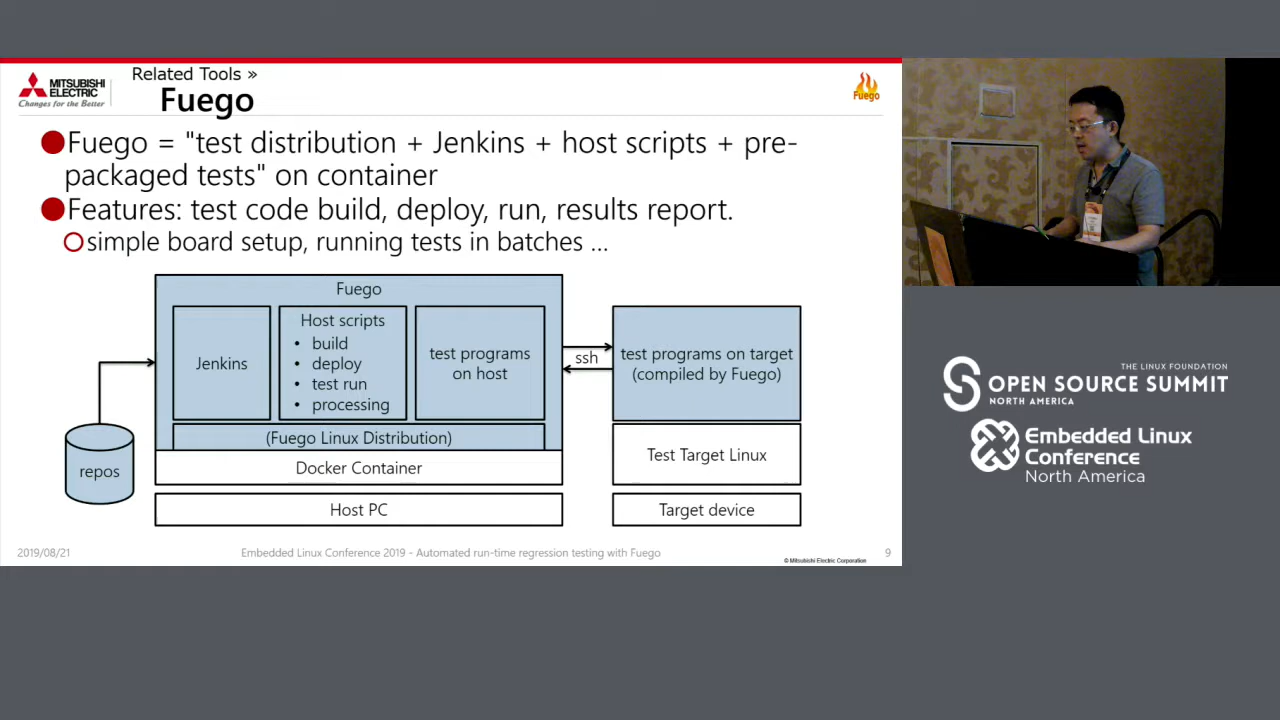 MITSUBISHI
ELECTRIC
Changes for the Better
Related Tools »
Fuego
Fuego
Fuego = "test distribution + Jenkins + host scripts + pre-
packaged tests" on container
Features: test code build, deploy, run, results report.
simple board setup, running tests in batches ...
Fuego
Jenkins
Host scripts
• build
• deploy
• test run
• processing
test programs
on host
(Fuego Linux Distribution)
Docker Container
Host PC
repos
ssh
test programs on target
(compiled by Fuego)
Test Target Linux
Target device
2019/08/21
Embedded Linux Conference 2019 - Automated run-time regression testing with Fuego
9
© Mitsubishi Electric Corporation
THE LINUX FOUNDATION
OPEN SOURCE SUMMIT
NORTH AMERICA
Embedded Linux
Conference
North America